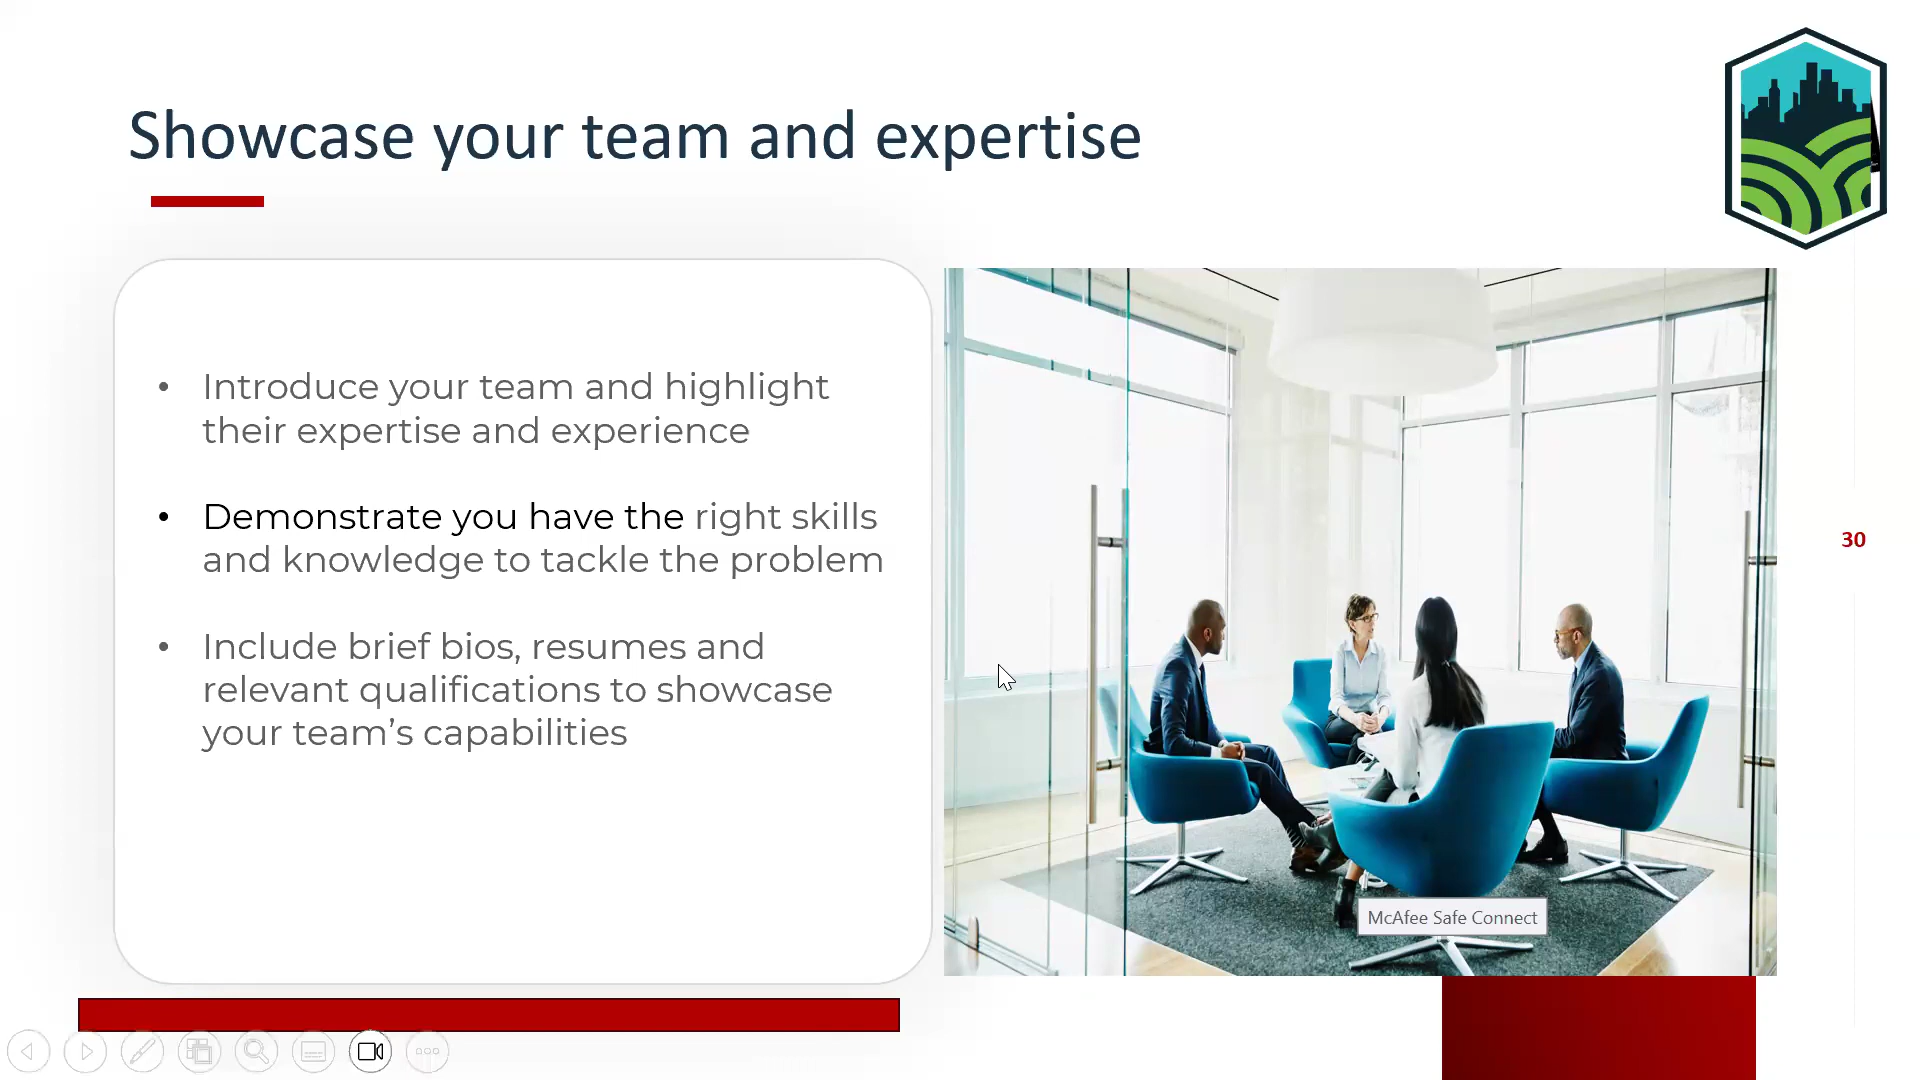 Showcase your team and expertise
• Introduce your team and highlight
their expertise and experience
• Demonstrate you have the right skills
and knowledge to tackle the problem
• Include brief bios, resumes and
relevant qualifications to showcase
your team’s capabilities
30
McAfee Safe Connect